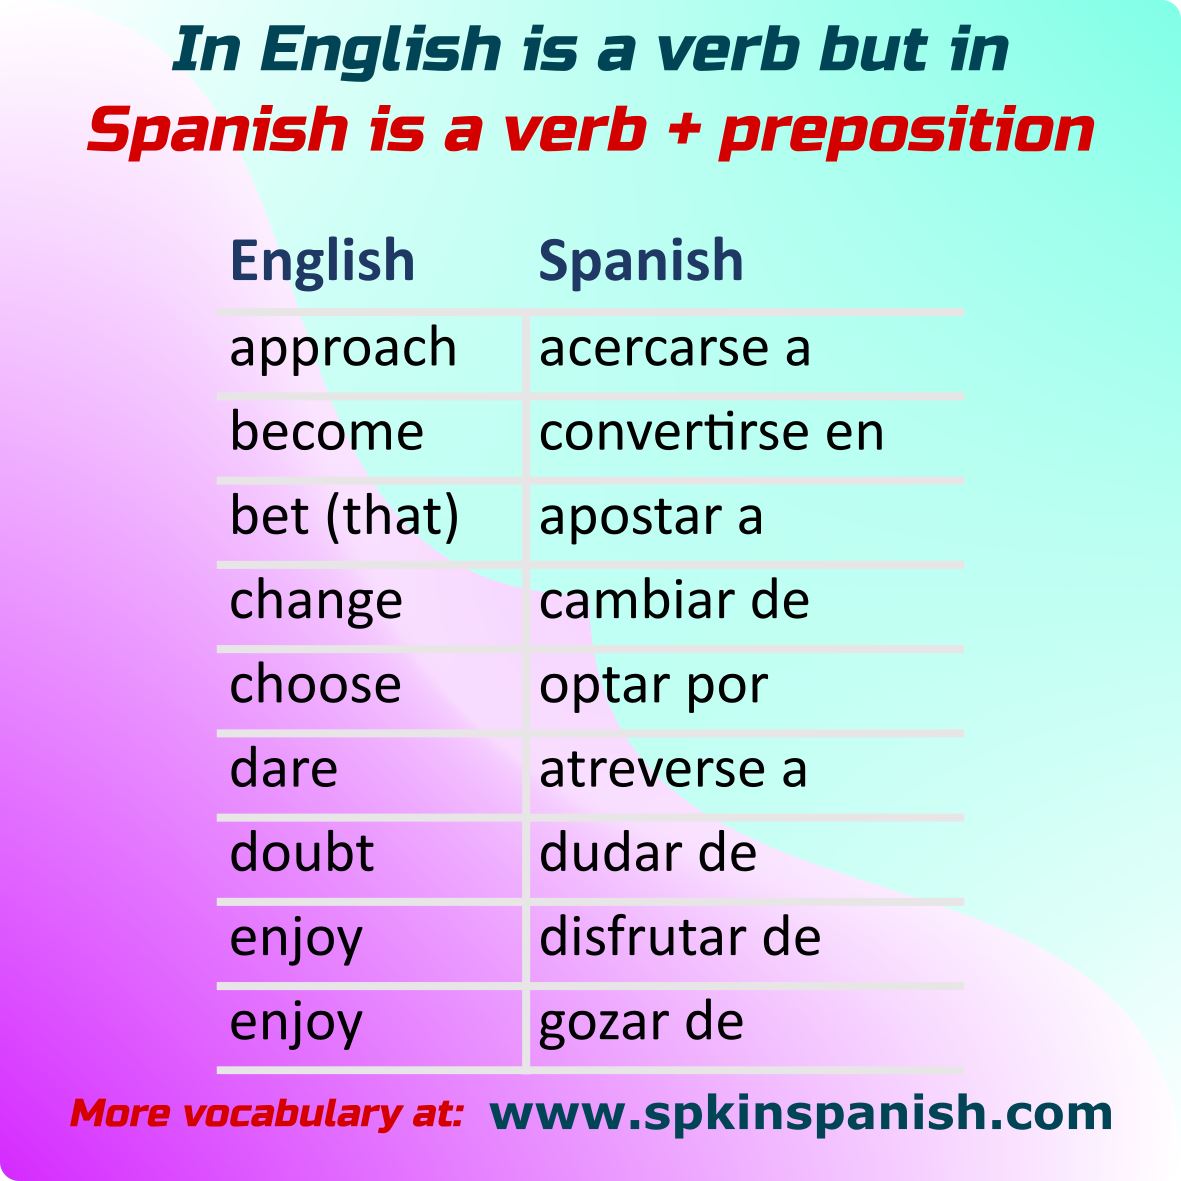 In English is a verb but in
Spanish is a verb + preposition
English Spanish
approach acercarse a
become convertirse en
bet (that) apostar a
change cambiar de
choose optar por
dare atreverse a
doubt dudar de
enjoy disfrutar de
enjoy gozar de
More vocabulary at: www.spkinspanish.com